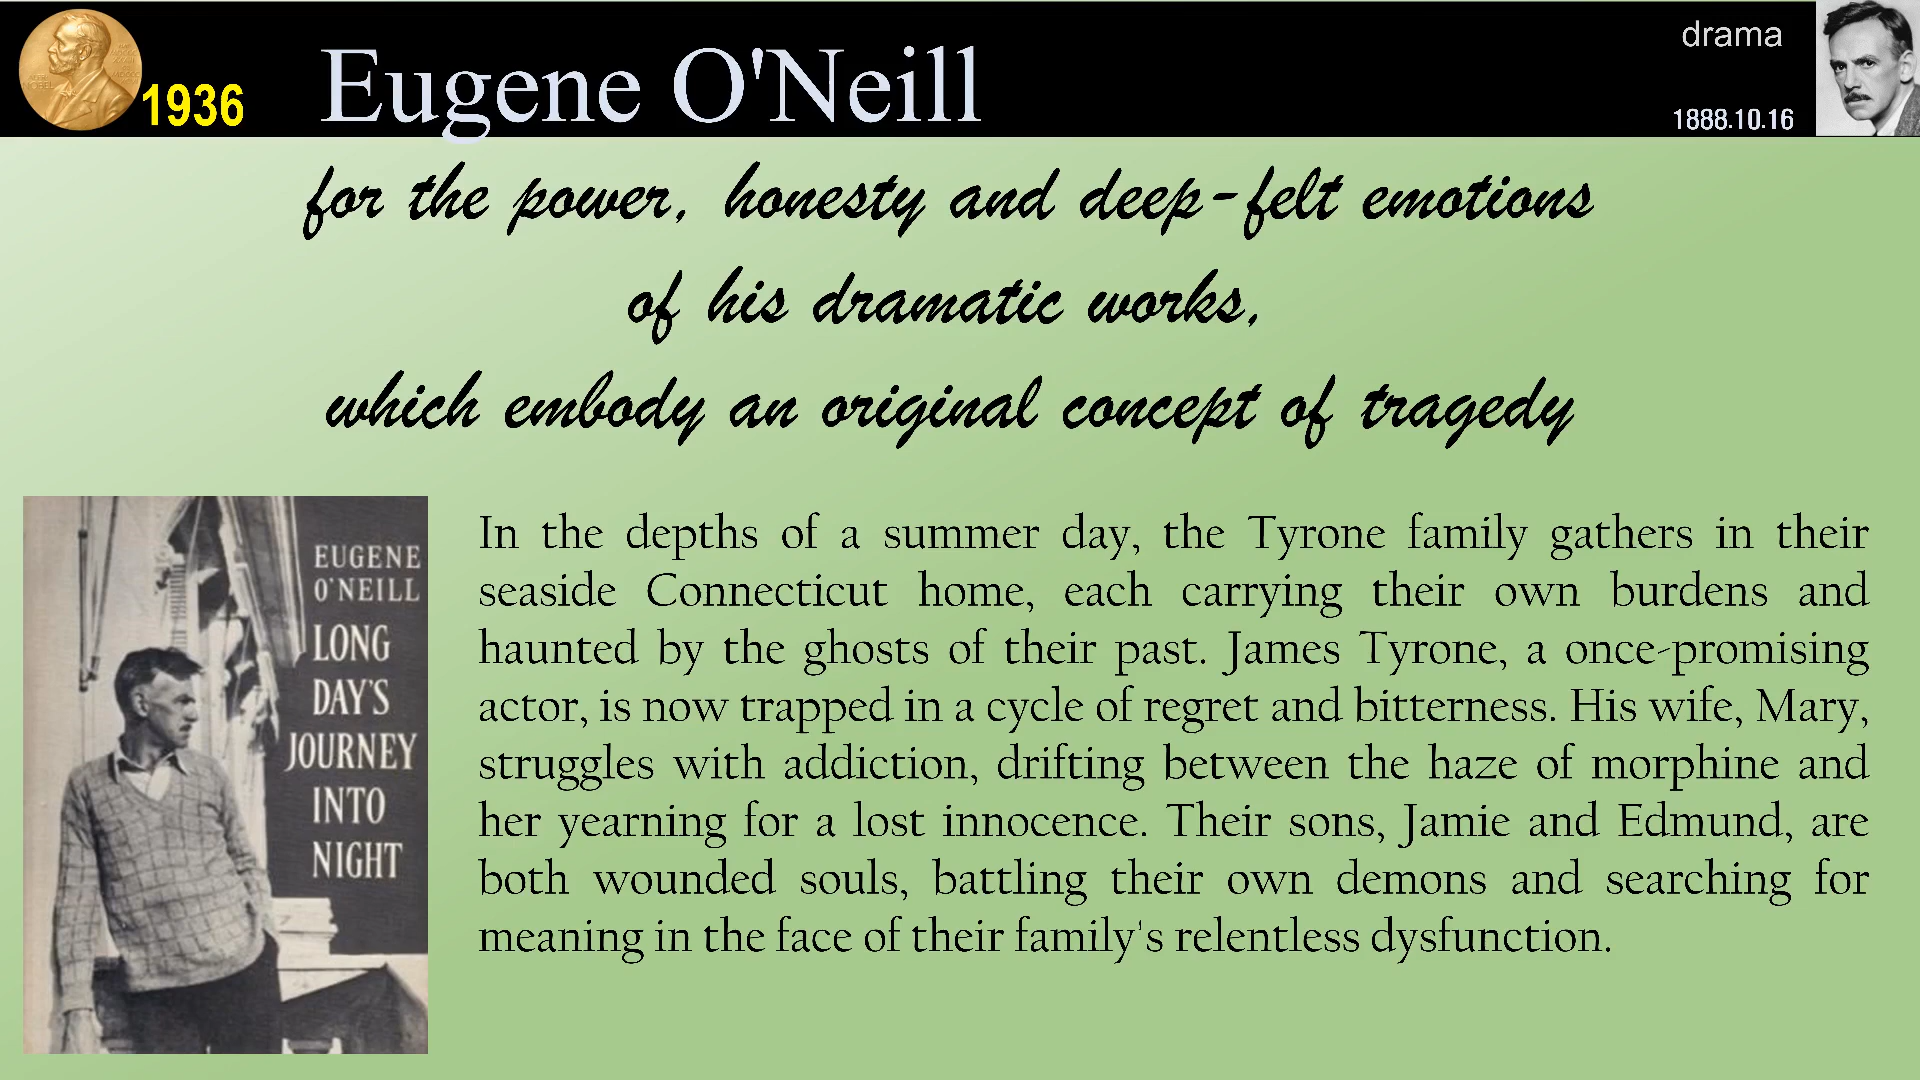 1936
Eugene O'Neill
drama
1888.10.16
for the power, honesty and deep-felt emotions
of his dramatic works,
which embody an original concept of tragedy
EUGENE
O'NEILL
LONG
DAY'S
JOURNEY
INTO
NIGHT
In the depths of a summer day, the Tyrone family gathers in their
seaside Connecticut home, each carrying their own burdens and
haunted by the ghosts of their past. James Tyrone, a once-promising
actor, is now trapped in a cycle of regret and bitterness. His wife, Mary,
struggles with addiction, drifting between the haze of morphine and
her yearning for a lost innocence. Their sons, Jamie and Edmund, are
both wounded souls, battling their own demons and searching for
meaning in the face of their family's relentless dysfunction.